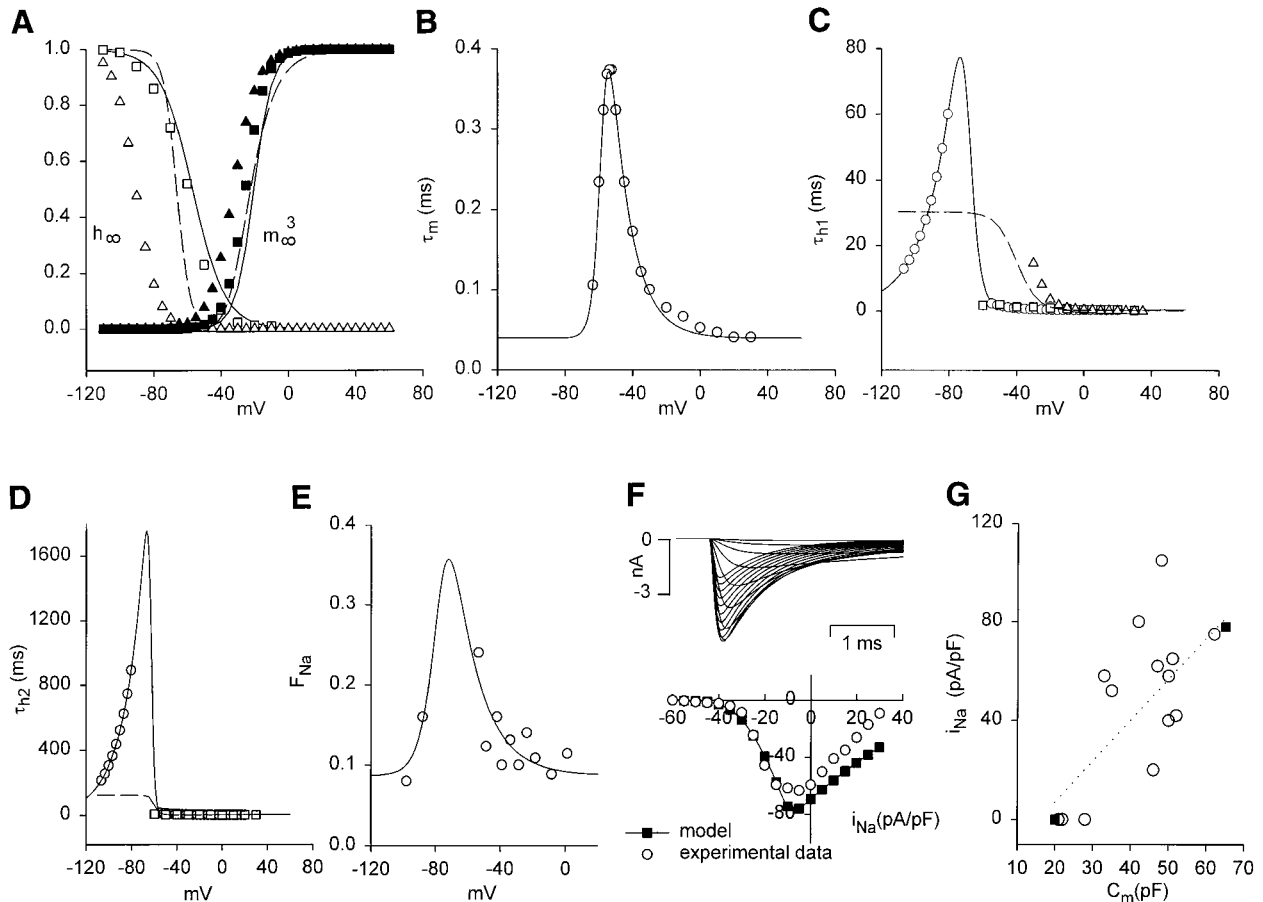 A
1.0
0.8
0.6
0.4
0.2
0.0
h∞
m∞³
-120 -80 -40 0 40 80
mV
B
0.4
0.3
0.2
0.1
0.0
τm (ms)
-120 -80 -40 0 40 80
mV
C
80
60
40
20
0
τh1 (ms)
-120 -80 -40 0 40 80
mV
D
1600
1200
800
400
0
τh2 (ms)
-120 -80 -40 0 40 80
mV
E
0.4
0.3
0.2
0.1
0.0
FNa
-120 -80 -40 0
mV
F
0
nA
-3
1 ms
0
-60 -40 -20 0 20 40
-40
-80
iNa(pA/pF)
model
experimental data
G
120
80
40
0
iNa (pA/pF)
10 20 30 40 50 60 70
Cm(pF)